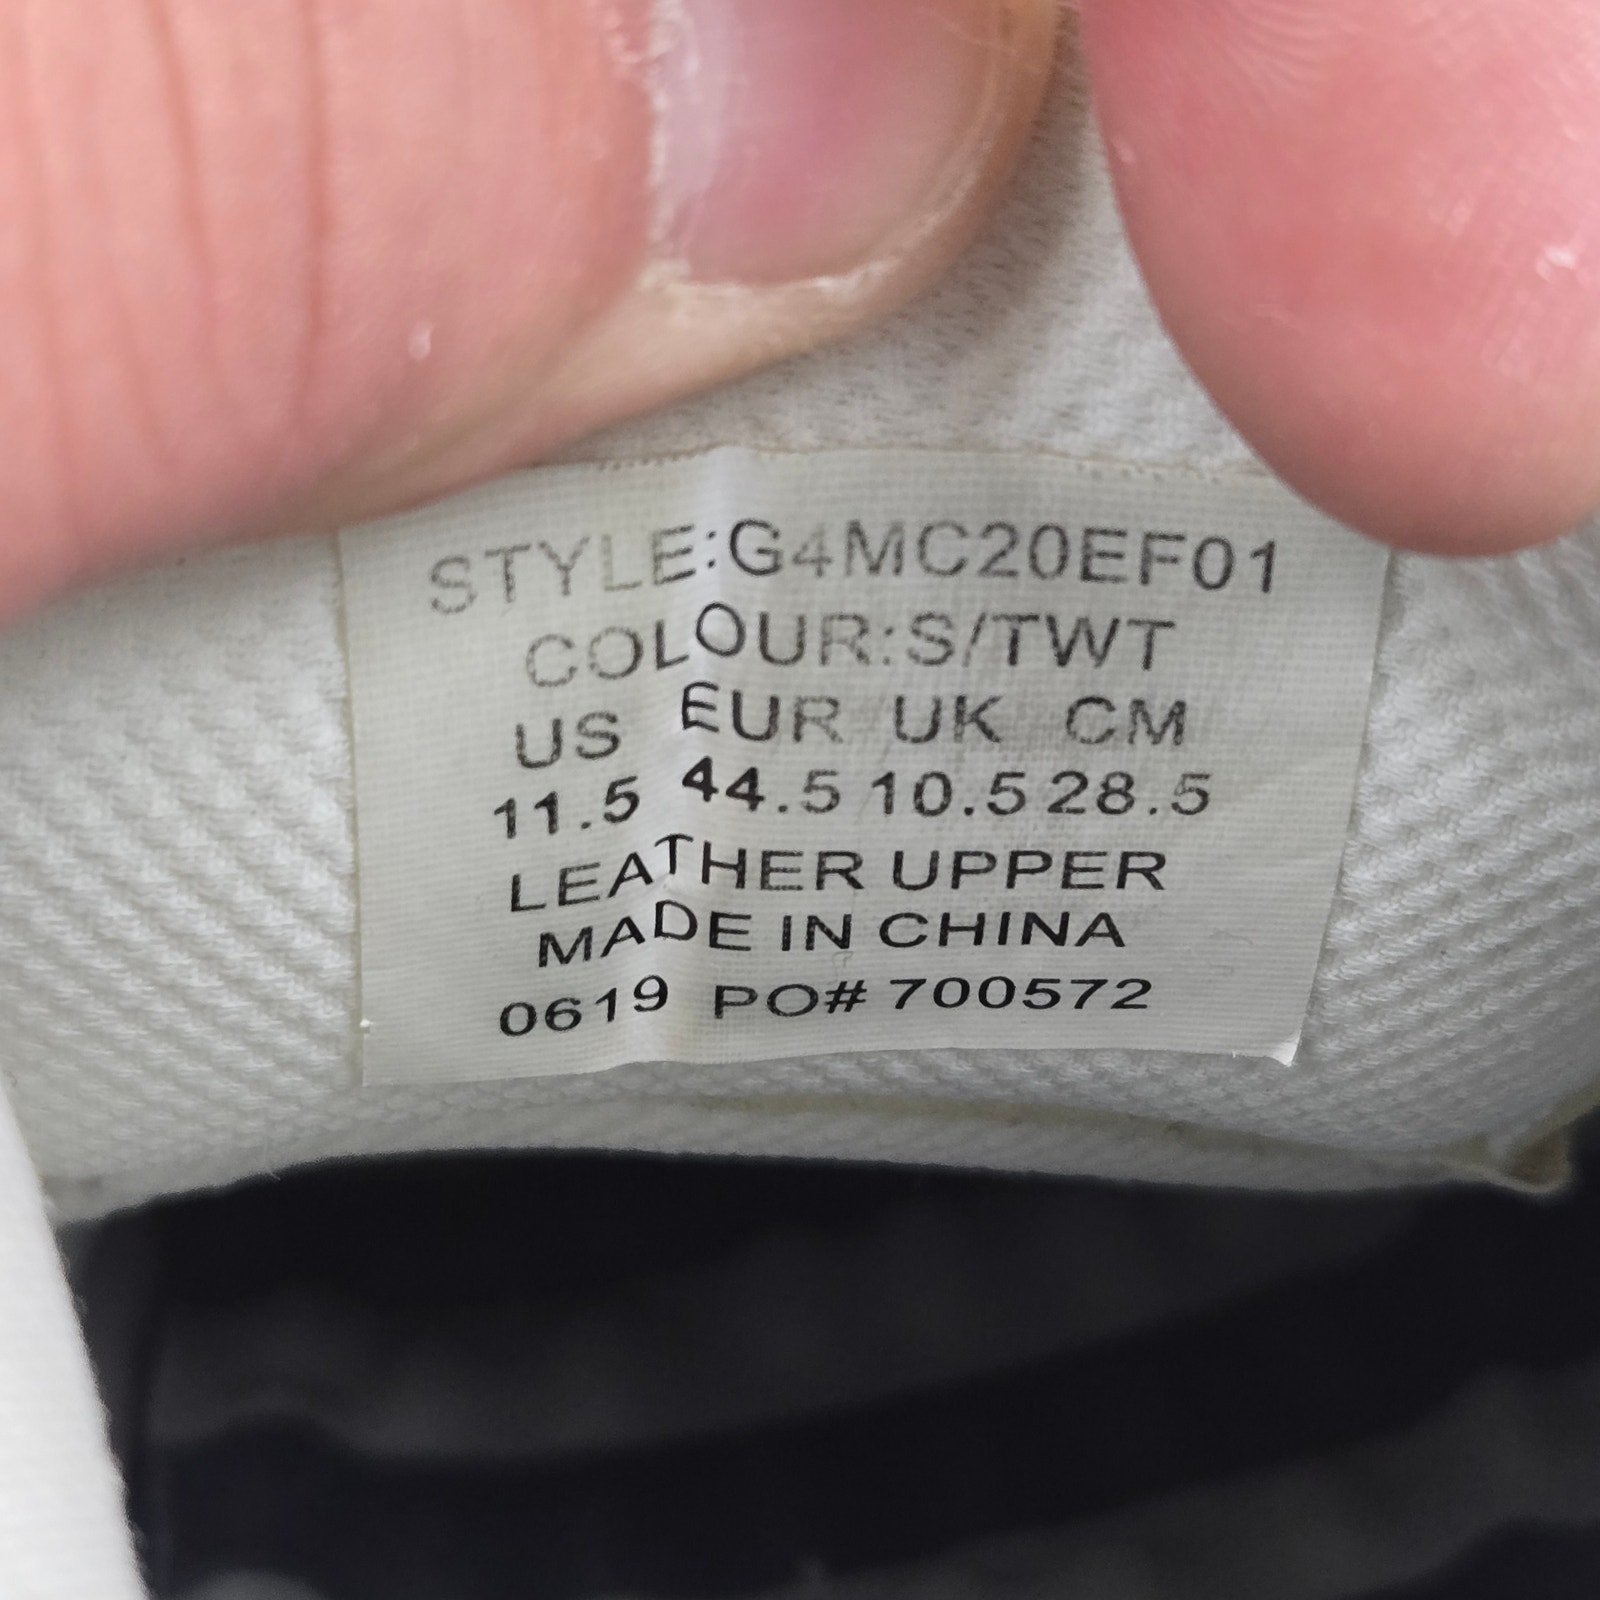 STYLE:G4MC20EF01
COLOUR:S/TWT
US EUR UK CM
11.5 44.5 10.5 28.5
LEATHER UPPER
MADE IN CHINA
0619 PO# 700572